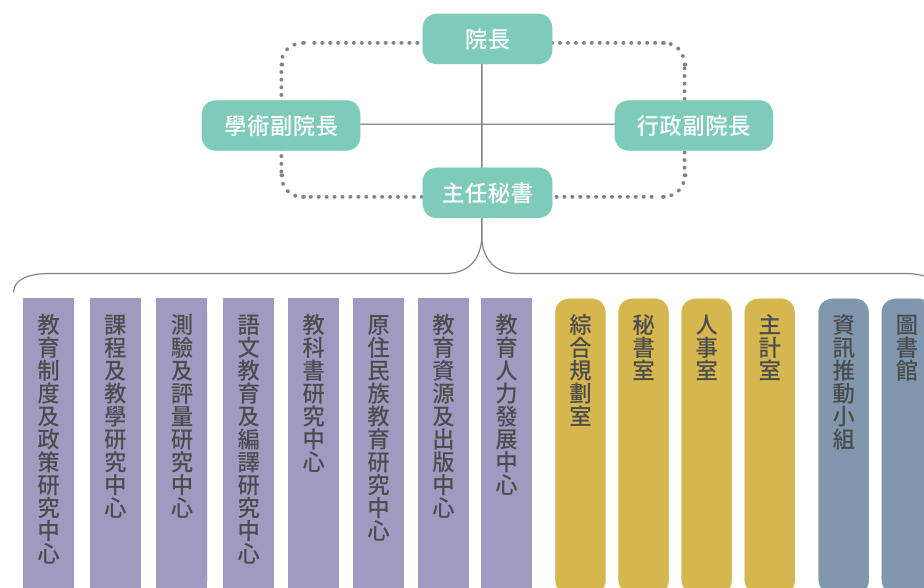 院長
學術副院長
行政副院長
主任秘書
教育制度及政策研究中心
課程及教學研究中心
測驗及評量研究中心
語文教育及編譯研究中心
教科書研究中心
原住民族教育研究中心
教育資源及出版中心
教育人力發展中心
綜合規劃室
秘書室
人事室
主計室
資訊推動小組
圖書館